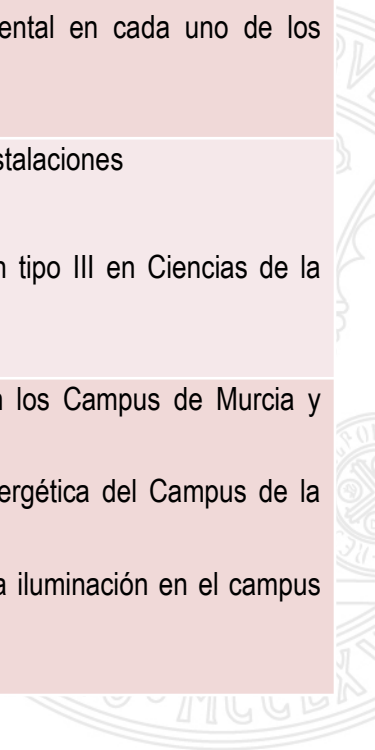 ental en cada uno de los
stalaciones
n tipo III en Ciencias de la
los Campus de Murcia y
ergética del Campus de la
a iluminación en el campus
MCCLX